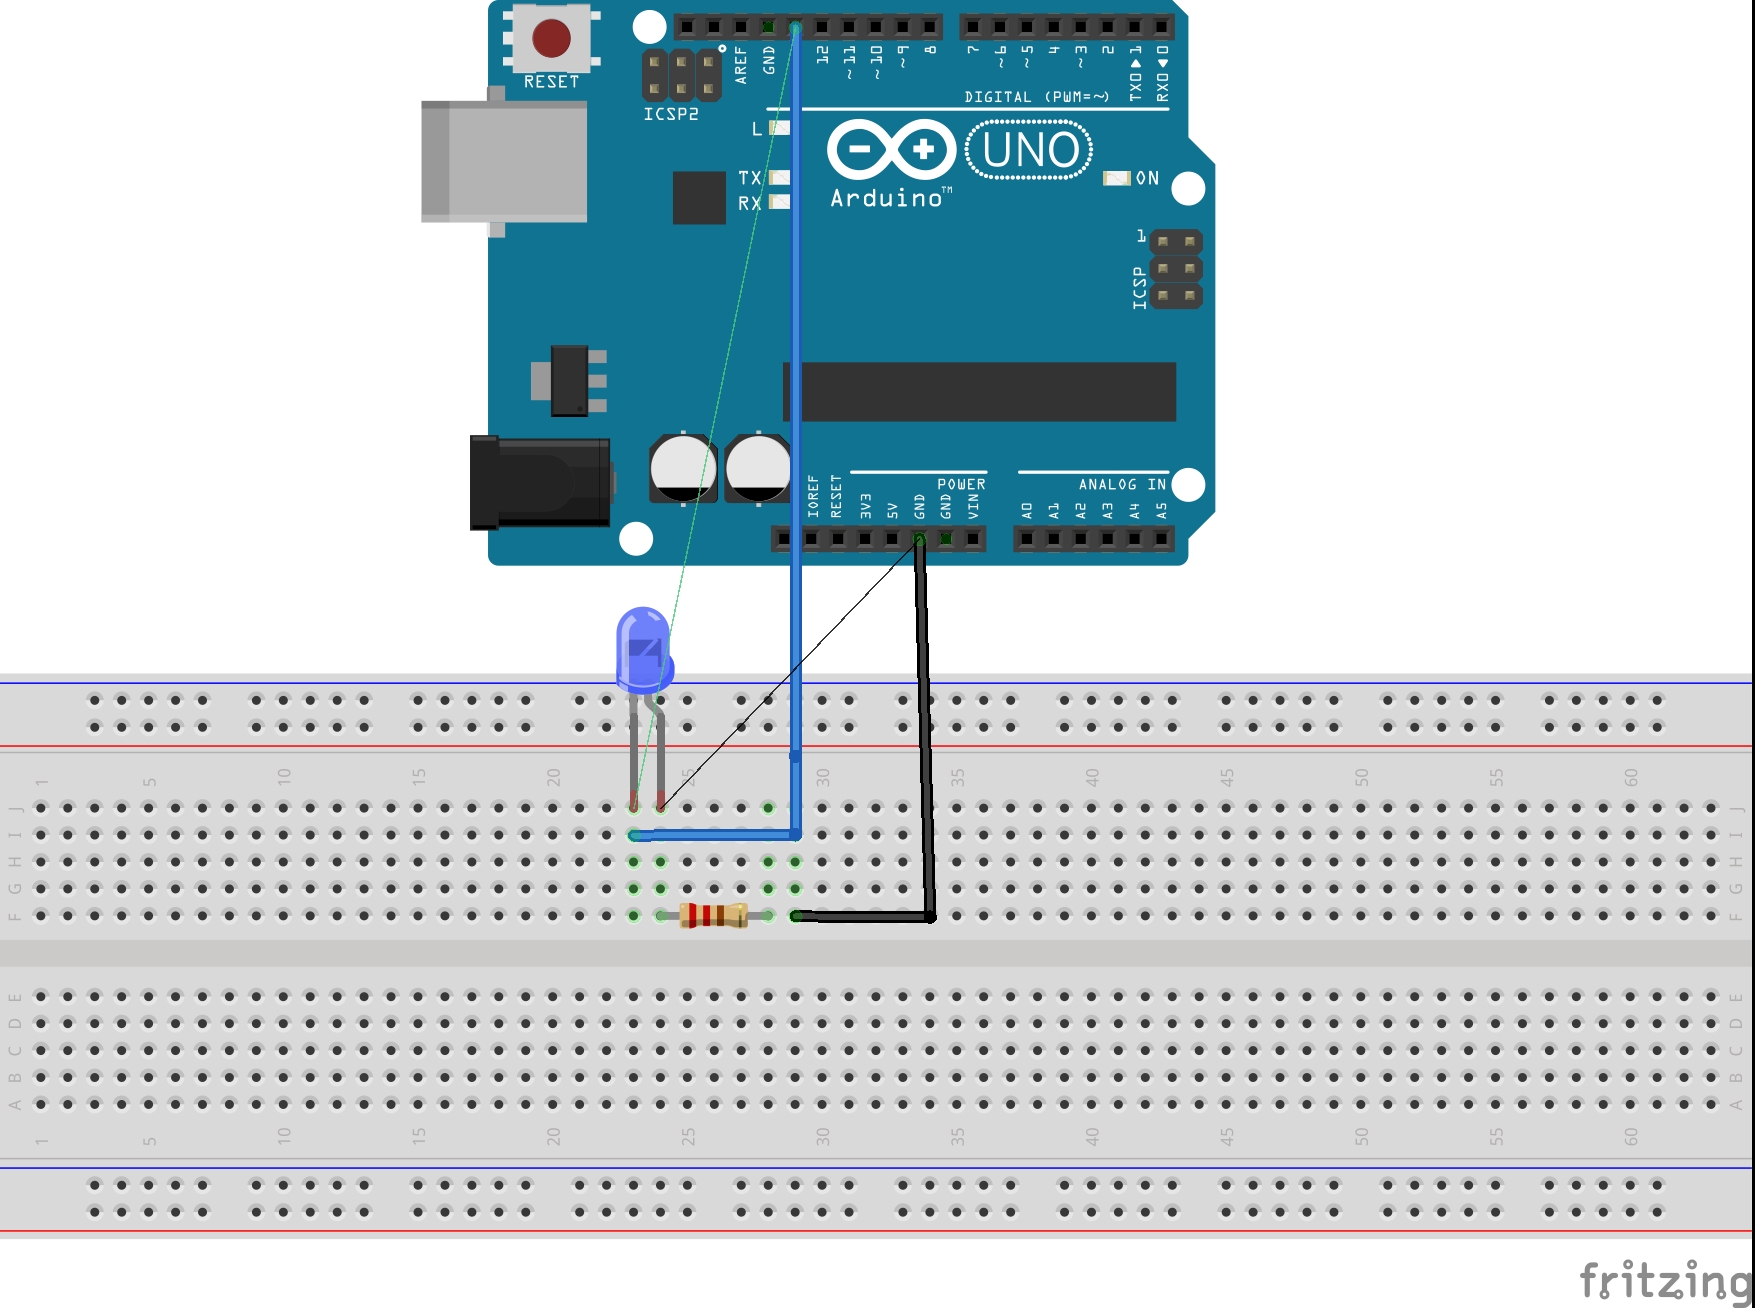 RESET
ICSP2
AREF
GND
12
~11
~10
~9
8
7
~6
~5
4
~3
2
TX0▶1
RX0◀0
DIGITAL (PWM=~)
L
TX
RX
UNO
Arduino™
ON
1
ICSP
IOREF
RESET
3V3
5V
GND
GND
VIN
POWER
A0
A1
A2
A3
A4
A5
ANALOG IN
1 5 10 15 20 25 30 35 40 45 50 55 60
J J
I I
H H
G G
F F
E E
D D
C C
B B
A A
1 5 10 15 20 25 30 35 40 45 50 55 60
fritzing